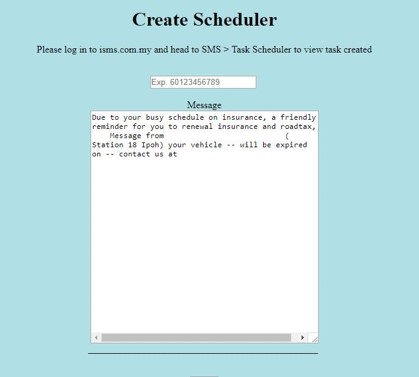 Create Scheduler
Please log in to isms.com.my and head to SMS > Task Scheduler to view task created
Exp. 60123456789
Message
Due to your busy schedule on insurance, a friendly
reminder for you to renewal insurance and roadtax,
Message from (
Station 18 Ipoh) your vehicle -- will be expired
on -- contact us at